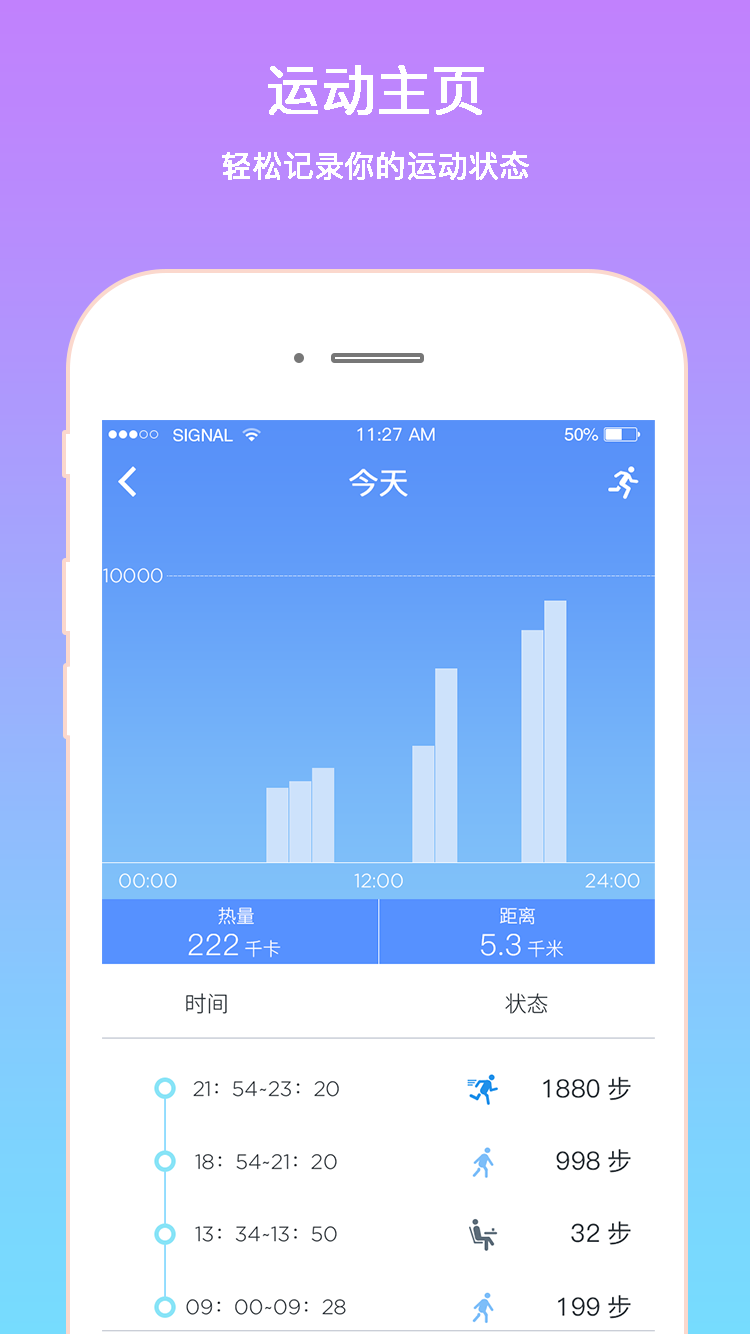 运动主页
轻松记录你的运动状态
SIGNAL 11:27 AM 50%
今天
10000
00:00 12:00 24:00
热量 距离
222 千卡 5.3 千米
时间 状态
21：54~23：20 1880 步
18：54~21：20 998 步
13：34~13：50 32 步
09：00~09：28 199 步